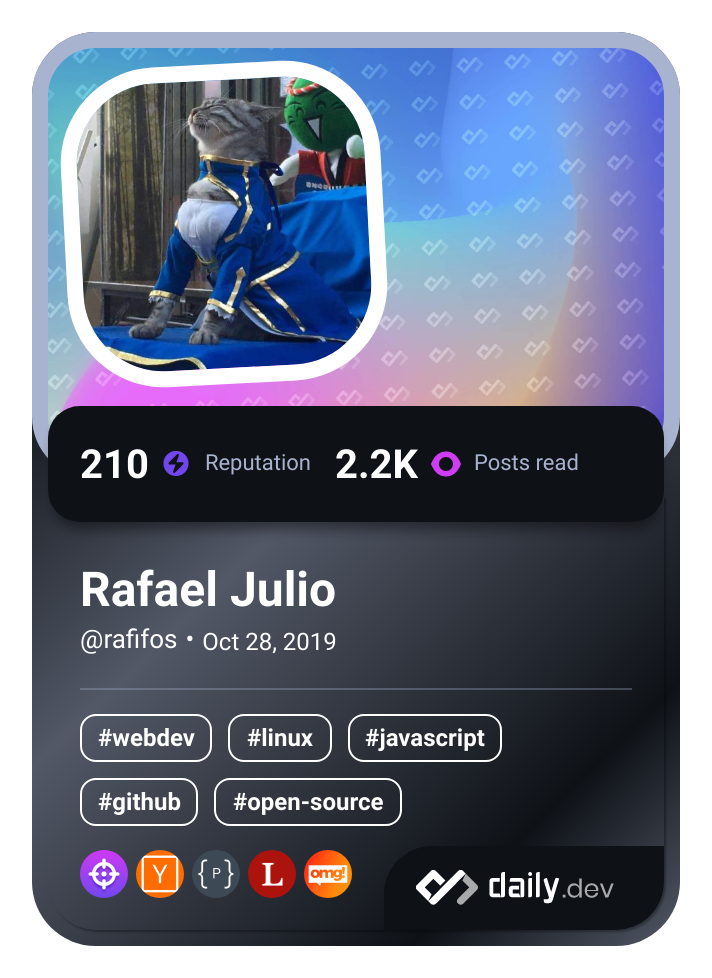 210 Reputation 2.2K Posts read
Rafael Julio
@rafifos • Oct 28, 2019
#webdev #linux #javascript
#github #open-source
Y {P} L omg!
daily.dev